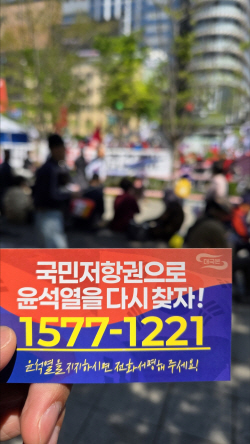 국민저항권으로
윤석열을 다시 찾자!
1577-1221
윤석열을 지지하시면 전화서명해 주세요!